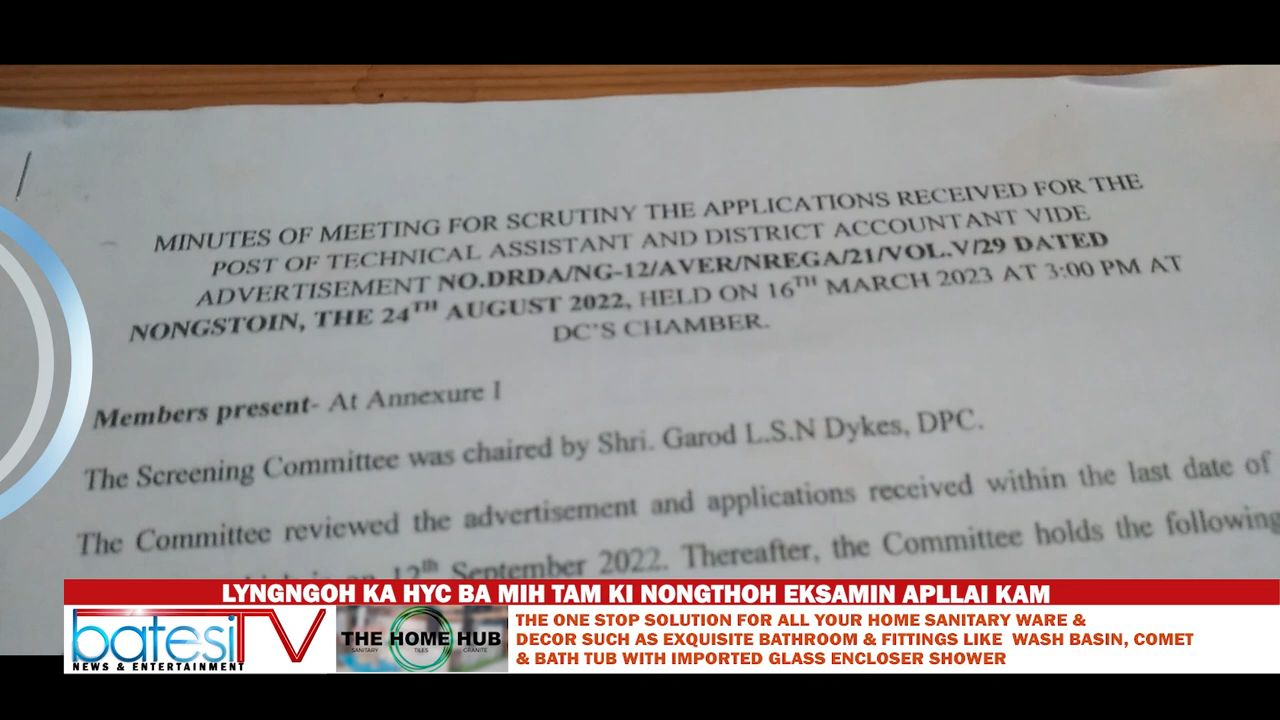 MINUTES OF MEETING FOR SCRUTINY THE APPLICATIONS RECEIVED FOR THE
POST OF TECHNICAL ASSISTANT AND DISTRICT ACCOUNTANT VIDE
ADVERTISEMENT NO.DRDA/NG-12/AVER/NREGA/21/VOL.V/29 DATED
NONGSTOIN, THE 24TH AUGUST 2022, HELD ON 16TH MARCH 2023 AT 3:00 PM AT
DC'S CHAMBER.
Members present- At Annexure I
The Screening Committee was chaired by Shri. Garod L.S.N Dykes, DPC.
The Committee reviewed the advertisement and applications received within the last date of
12th September 2022. Thereafter, the Committee holds the following
LYNGNGOH KA HYC BA MIH TAM KI NONGTHOH EKSAMIN APLLAI KAM
batesi TV
NEWS & ENTERTAINMENT
THE HOME HUB
SANITARY TILES GRANITE
THE ONE STOP SOLUTION FOR ALL YOUR HOME SANITARY WARE &
DECOR SUCH AS EXQUISITE BATHROOM & FITTINGS LIKE WASH BASIN, COMET
& BATH TUB WITH IMPORTED GLASS ENCLOSER SHOWER